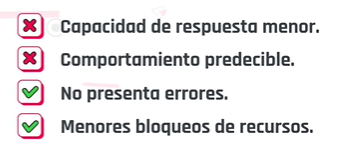 Capacidad de respuesta menor.
Comportamiento predecible.
No presenta errores.
Menores bloqueos de recursos.